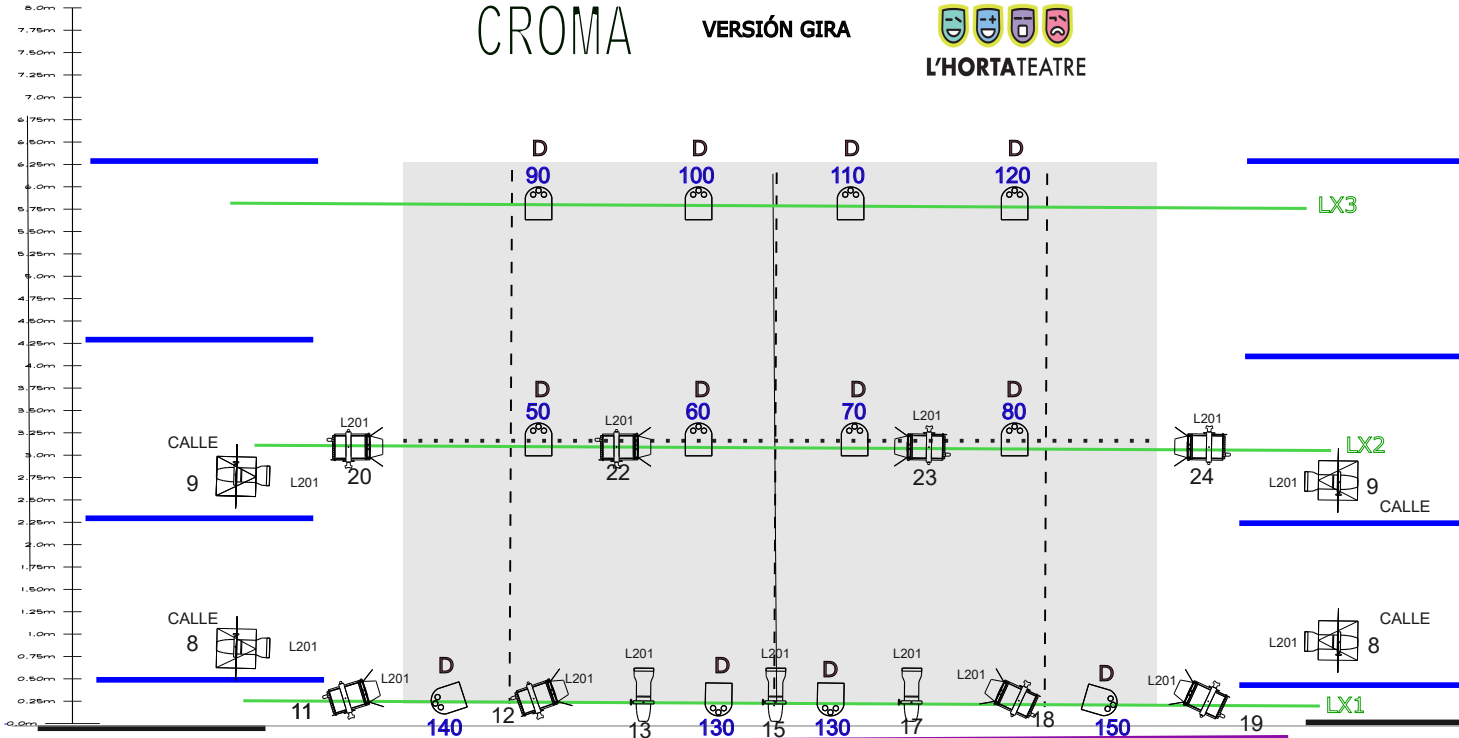 CROMA
VERSIÓN GIRA
L'HORTATEATRE
8.0m
7.75m
7.50m
7.25m
7.0m
6.75m
6.50m
6.25m
6.0m
5.75m
5.50m
5.25m
5.0m
4.75m
4.50m
4.25m
4.0m
3.75m
3.50m
3.25m
3.0m
2.75m
2.50m
2.25m
2.0m
1.75m
1.50m
1.25m
1.0m
0.75m
0.50m
0.25m
0.0m
D D D D
90 100 110 120
LX3
D D D D
50 60 70 80
L201 L201 L201 L201
LX2
20 22 23 24
CALLE
9 L201
L201 9
CALLE
CALLE
8 L201
CALLE
L201 8
L201 D L201 L201 D L201 D L201 L201 D L201
LX1
11 140 12 13 130 15 130 17 18 150 19